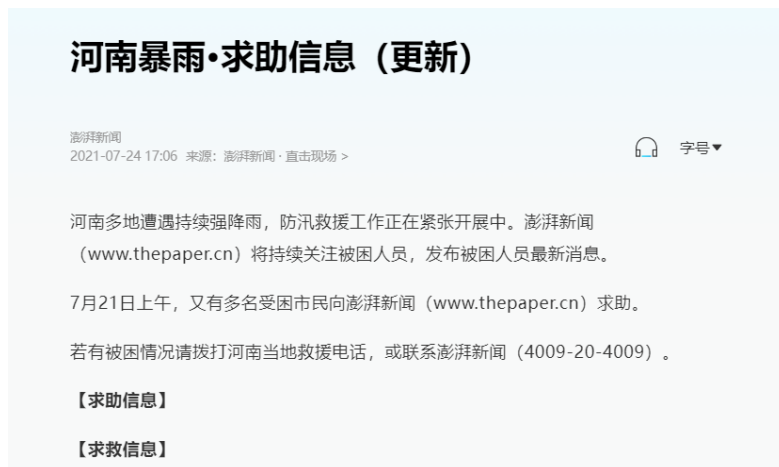 河南暴雨•求助信息（更新）
澎湃新闻
2021-07-24 17:06 来源：澎湃新闻 · 直击现场 >
字号▼
河南多地遭遇持续强降雨，防汛救援工作正在紧张开展中。澎湃新闻
（www.thepaper.cn）将持续关注被困人员，发布被困人员最新消息。
7月21日上午，又有多名受困市民向澎湃新闻（www.thepaper.cn）求助。
若有被困情况请拨打河南当地救援电话，或联系澎湃新闻（4009-20-4009）。
【求助信息】
【求救信息】